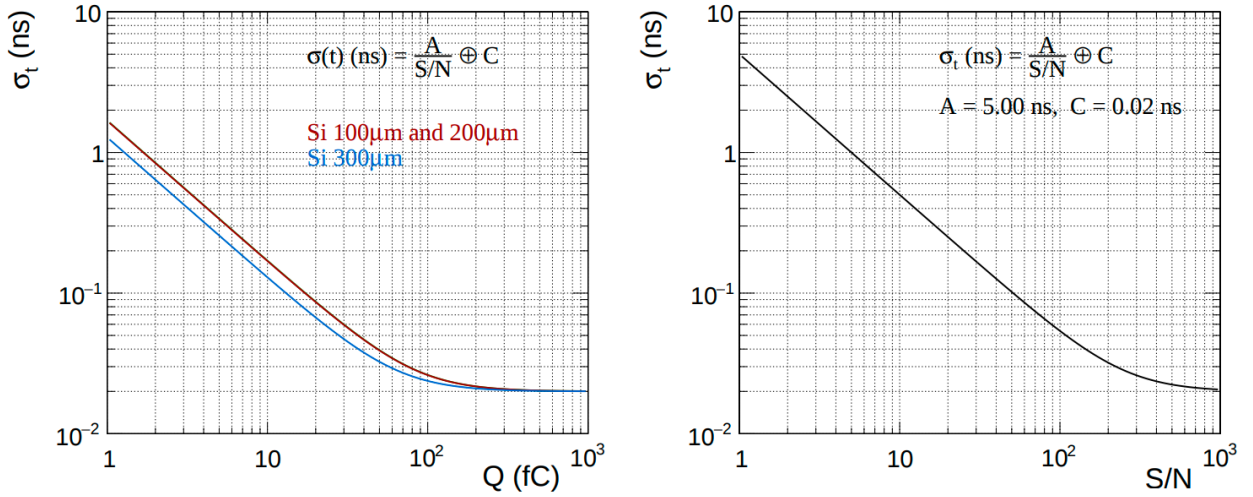 σt (ns)
10
1
10⁻¹
10⁻²
σ(t) (ns) = A/S/N ⊕ C
Si 100μm and 200μm
Si 300μm
1 10 10² 10³
Q (fC)
σt (ns)
10
1
10⁻¹
10⁻²
σt (ns) = A/S/N ⊕ C
A = 5.00 ns, C = 0.02 ns
1 10 10² 10³
S/N